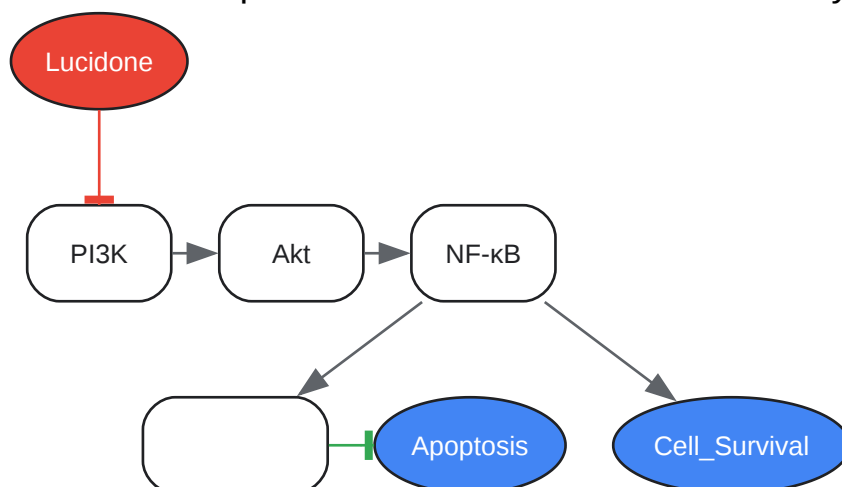 Lucidone
PI3K
Akt
NF-κB
Apoptosis
Cell_Survival